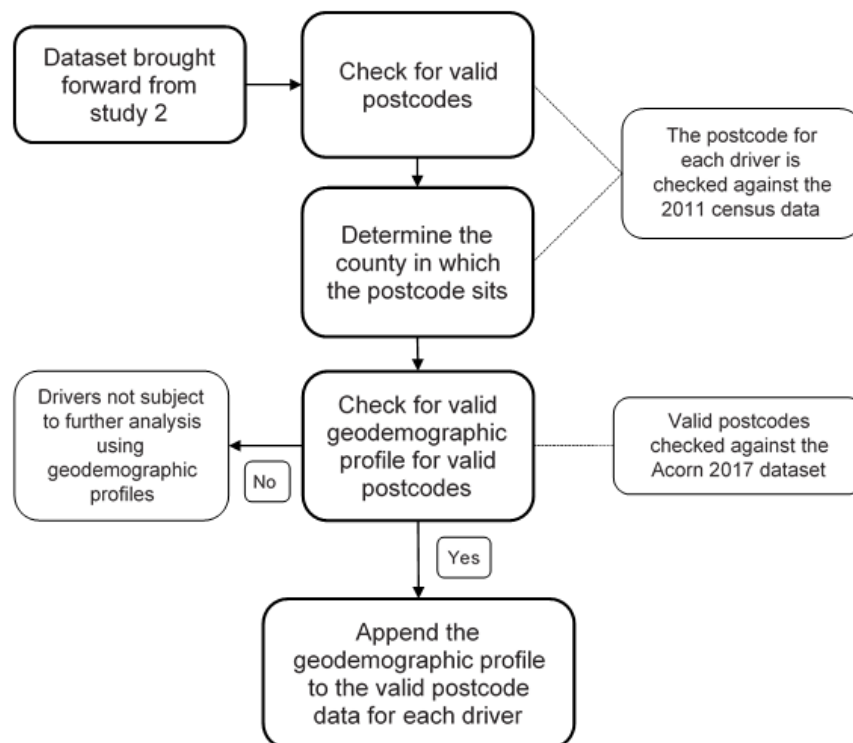 Dataset brought
forward from
study 2
Check for valid
postcodes
The postcode for
each driver is
checked against the
2011 census data
Determine the
county in which
the postcode sits
Drivers not subject
to further analysis
using
geodemographic
profiles
No
Check for valid
geodemographic
profile for valid
postcodes
Valid postcodes
checked against the
Acorn 2017 dataset
Yes
Append the
geodemographic profile
to the valid postcode
data for each driver